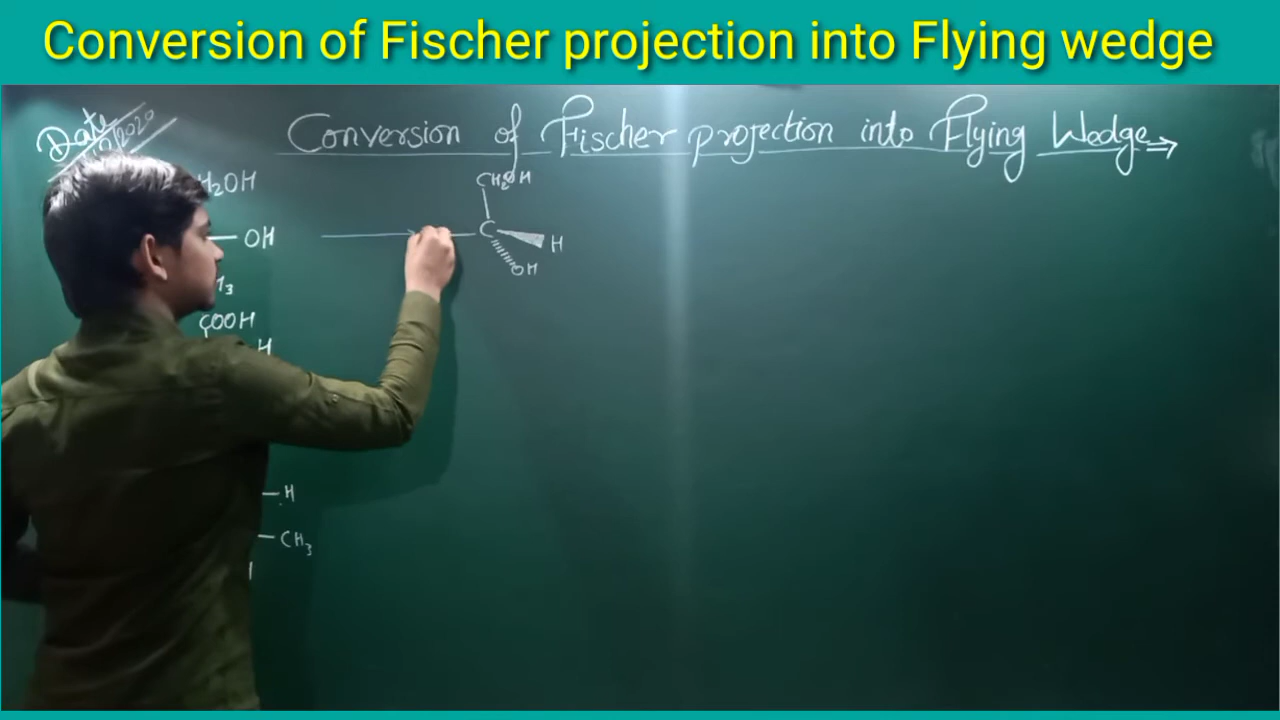 Conversion of Fischer projection into Flying wedge
Date
2020
Conversion of Fischer projection into Flying Wedge
H₂OH
CH₂OH
OH
C
H
OH
₃
COOH
H
H
CH₃